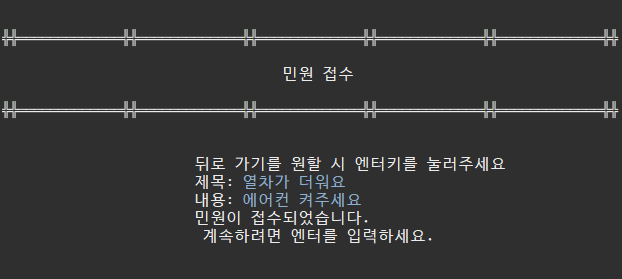 민원 접수
뒤로 가기를 원할 시 엔터키를 눌러주세요
제목: 열차가 더워요
내용: 에어컨 켜주세요
민원이 접수되었습니다.
계속하려면 엔터를 입력하세요.